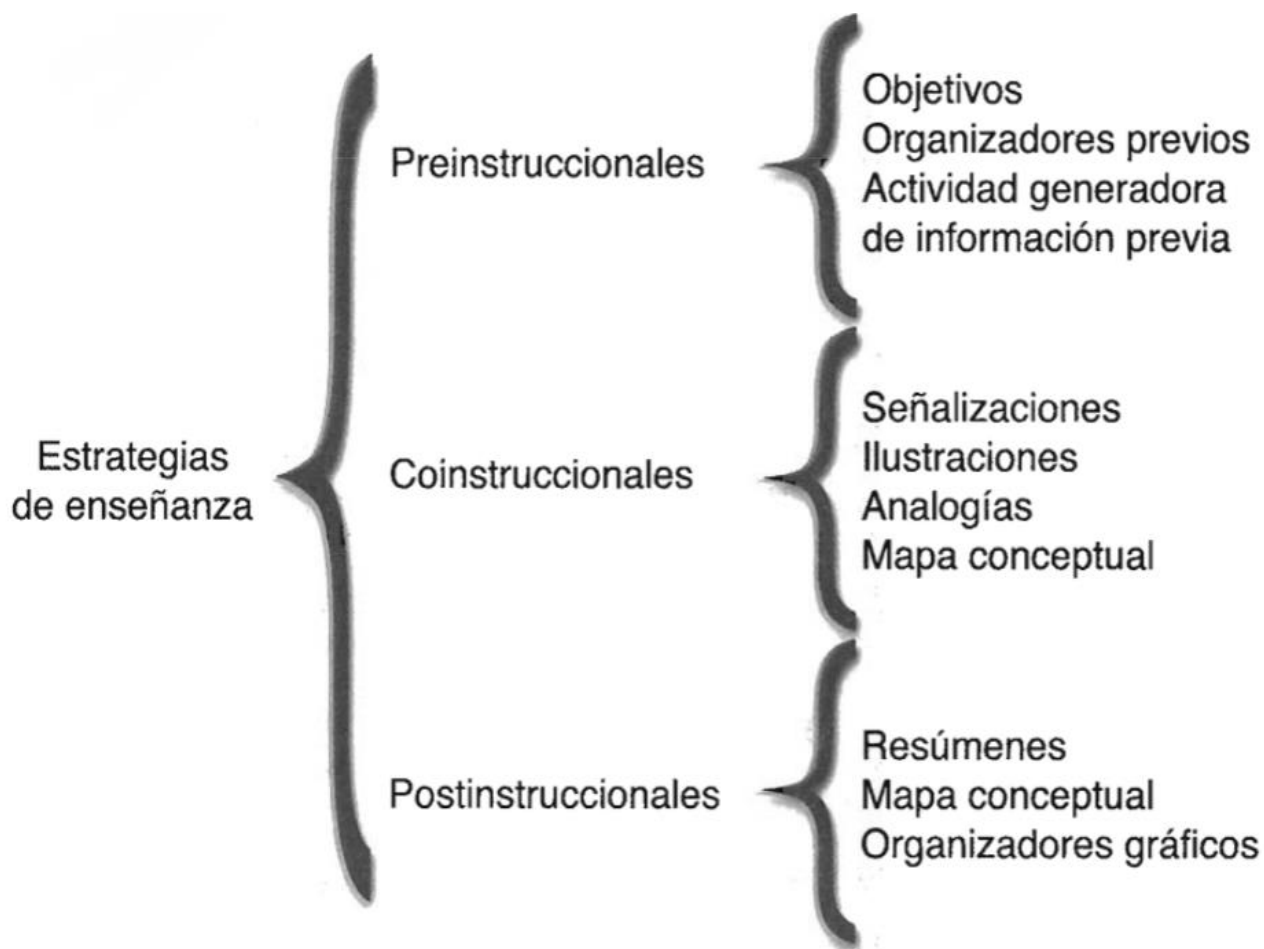 Estrategias
de enseñanza
Preinstruccionales
Objetivos
Organizadores previos
Actividad generadora
de información previa
Coinstruccionales
Señalizaciones
Ilustraciones
Analogías
Mapa conceptual
Postinstruccionales
Resúmenes
Mapa conceptual
Organizadores gráficos